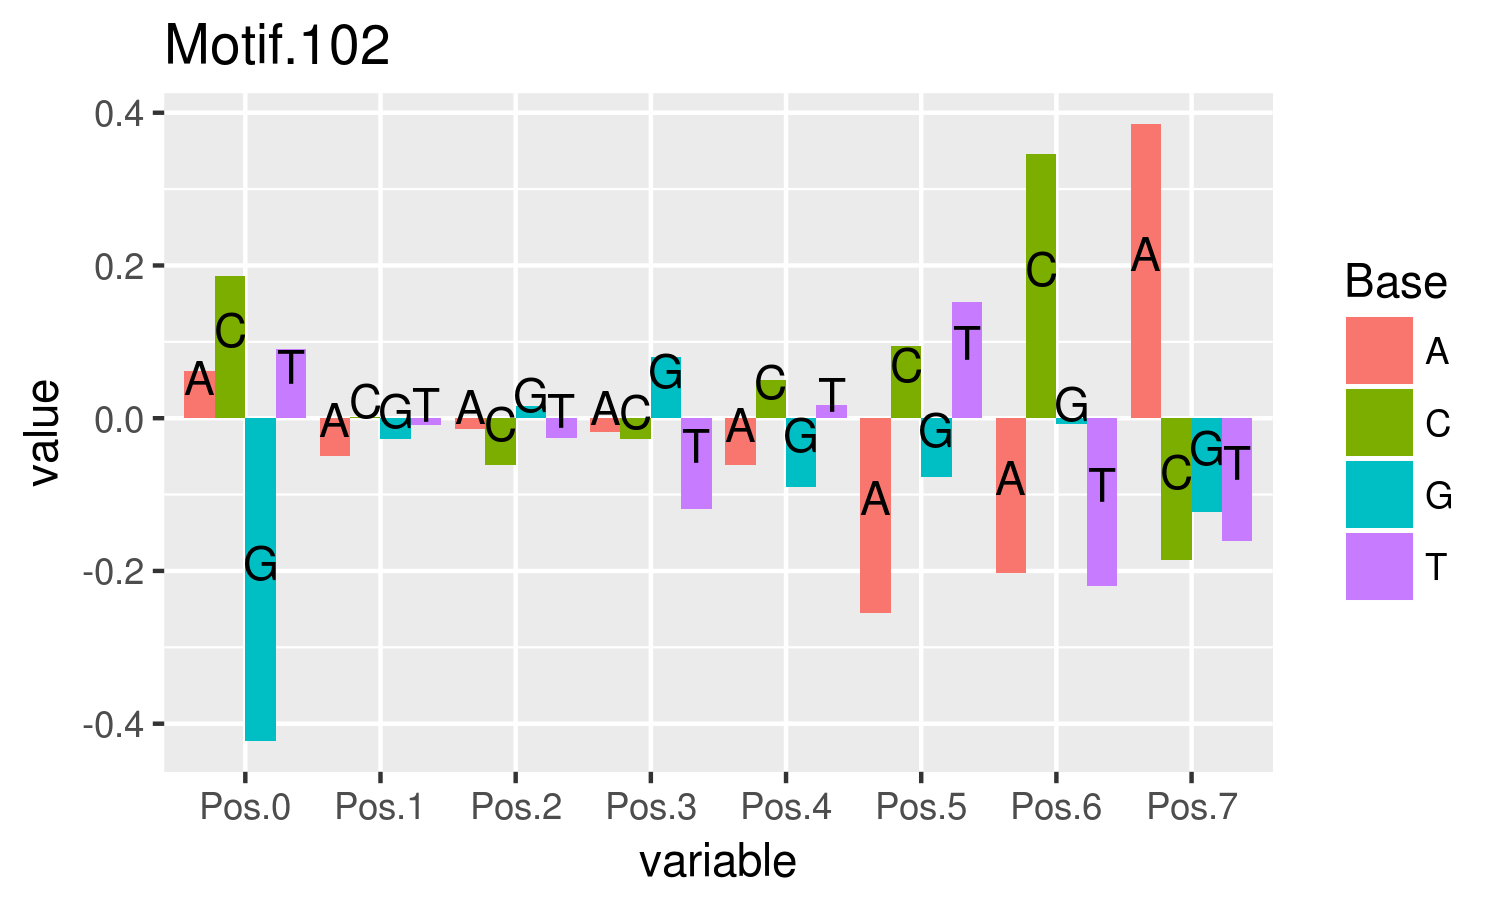 Motif.102
0.4
0.2
0.0
-0.2
-0.4
value
A C G T
A C G T
A C G T
A C G T
A C G T
A C G T
A C G T
A C G T
Pos.0 Pos.1 Pos.2 Pos.3 Pos.4 Pos.5 Pos.6 Pos.7
variable
Base
A
C
G
T